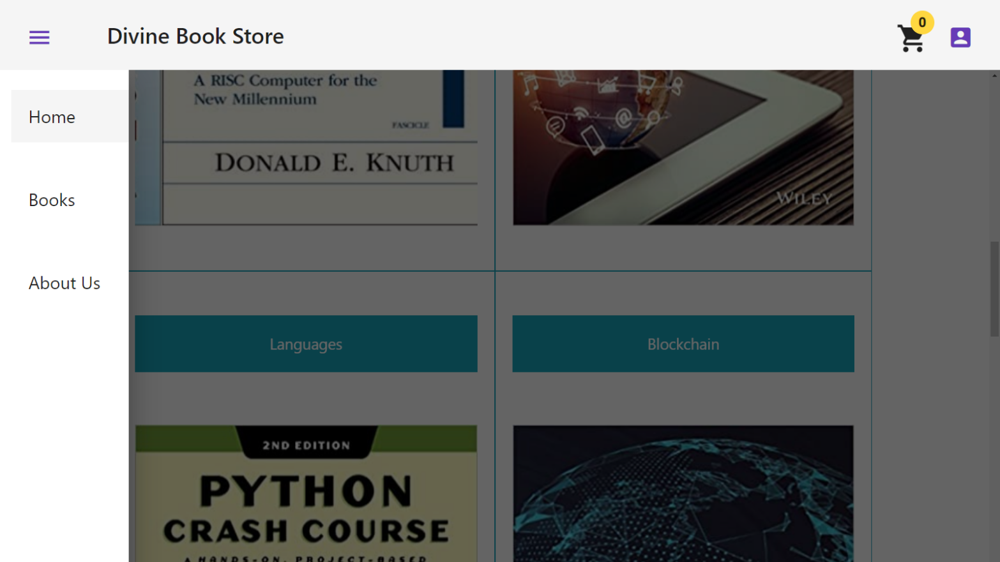 Divine Book Store
0
Home
Books
About Us
A RISC Computer for the
New Millennium
FASCICLE
1
DONALD E. KNUTH
WILEY
Languages
Blockchain
2ND EDITION
PYTHON
CRASH COURSE
A HANDS-ON, PROJECT-BASED